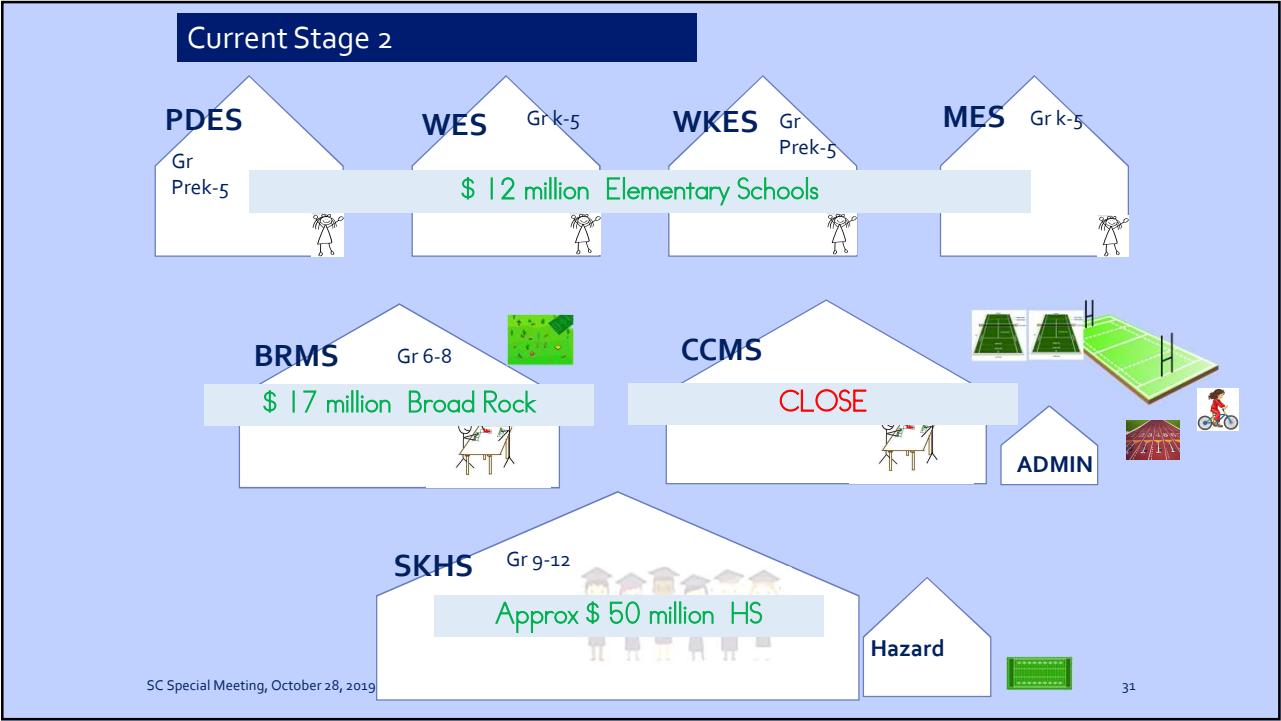 Current Stage 2
PDES
Gr
Prek-5
WES
Gr k-5
WKES
Gr
Prek-5
MES
Gr k-5
$ 12 million Elementary Schools
BRMS
Gr 6-8
CCMS
$ 17 million Broad Rock
CLOSE
ADMIN
SKHS
Gr 9-12
Approx $ 50 million HS
Hazard
SC Special Meeting, October 28, 2019
31